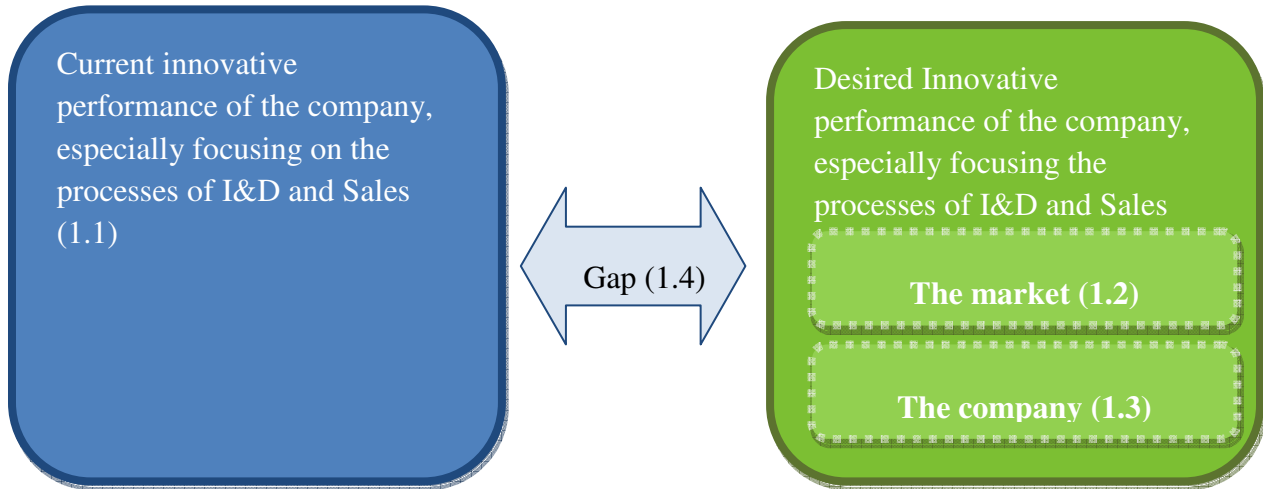 Current innovative
performance of the company,
especially focusing on the
processes of I&D and Sales
(1.1)
Gap (1.4)
Desired Innovative
performance of the company,
especially focusing the
processes of I&D and Sales
The market (1.2)
The company (1.3)